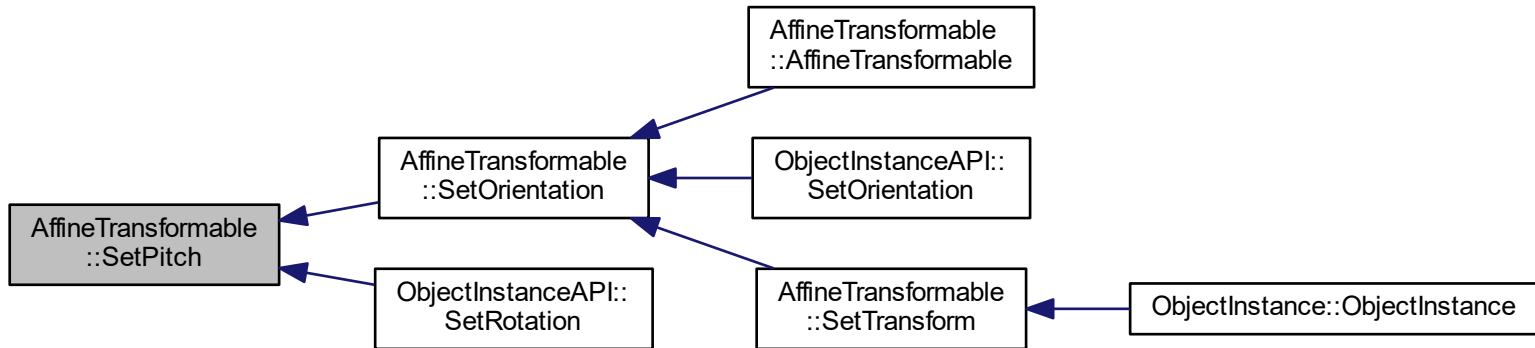 AffineTransformable
::SetPitch
AffineTransformable
::SetOrientation
AffineTransformable
::AffineTransformable
ObjectInstanceAPI::
SetOrientation
AffineTransformable
::SetTransform
ObjectInstance::ObjectInstance
ObjectInstanceAPI::
SetRotation